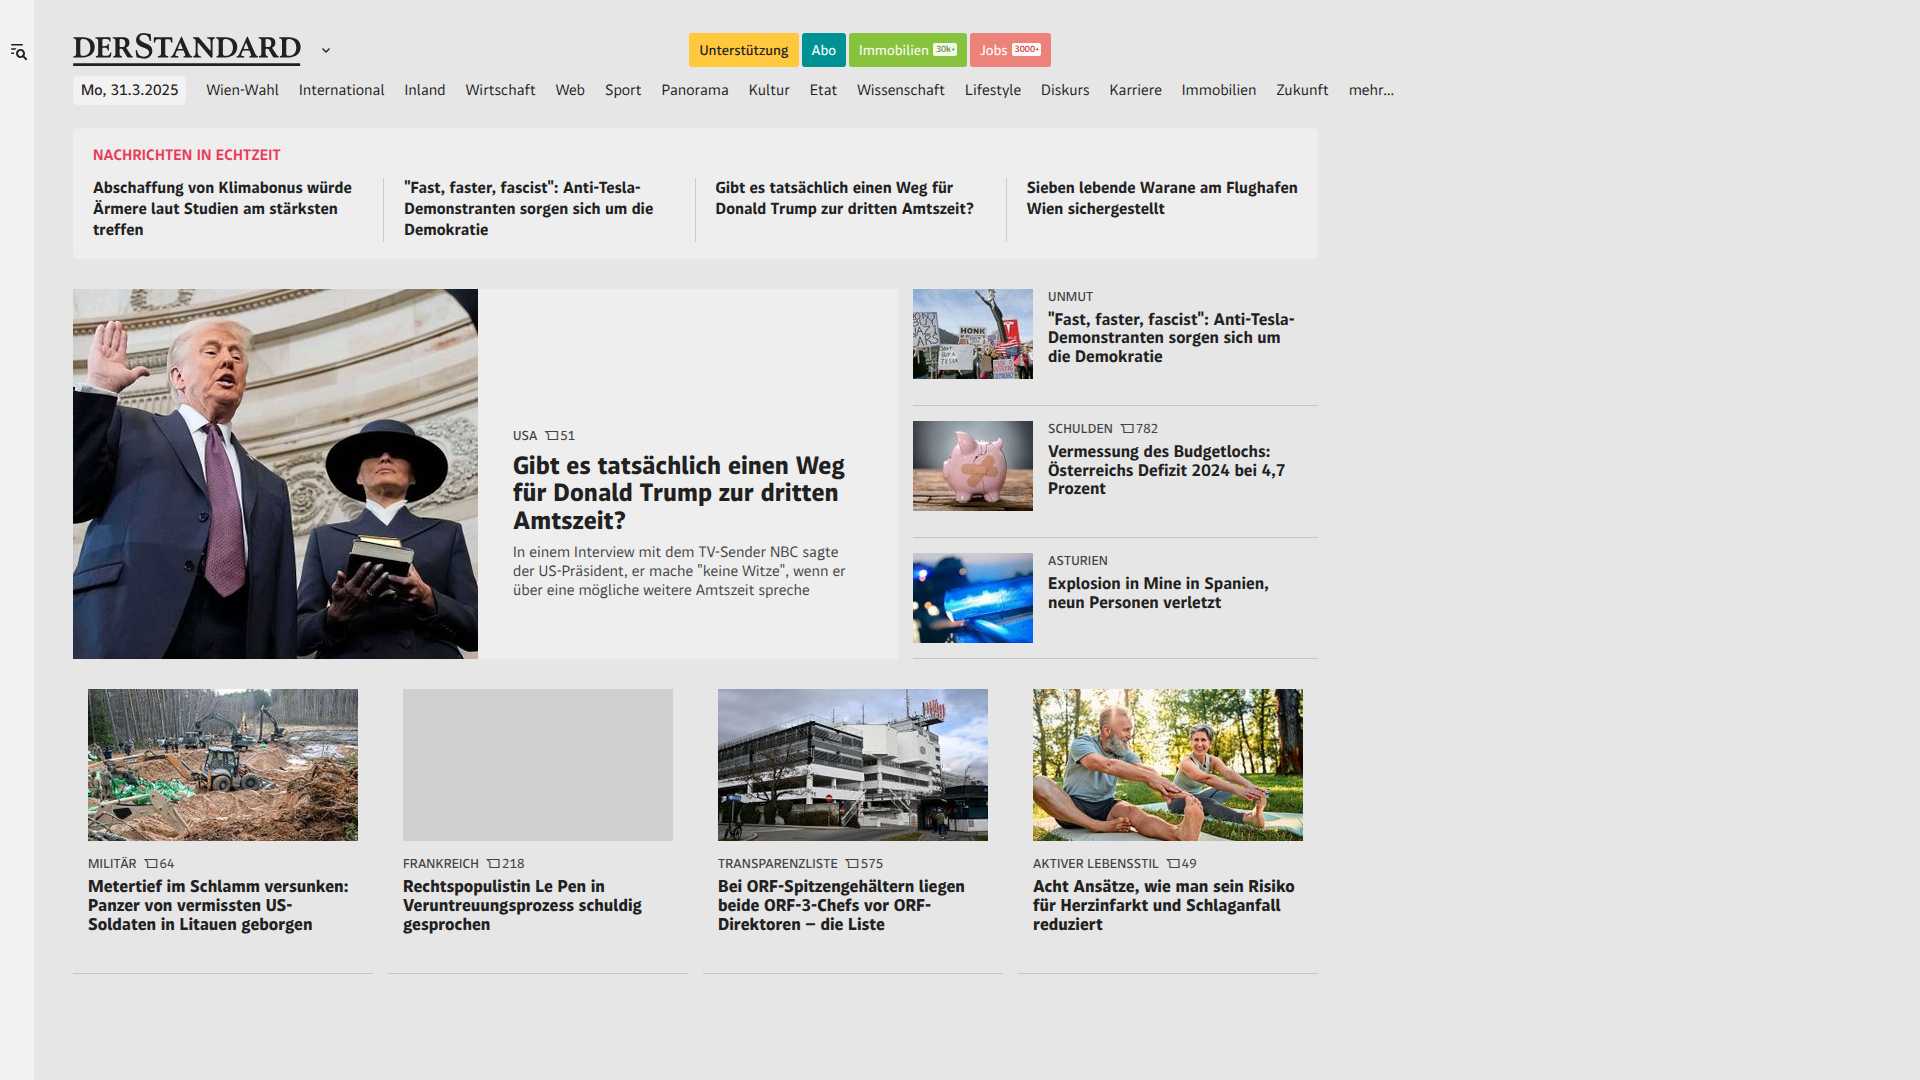 DERSTANDARD
Unterstützung
Abo
Immobilien 30k+
Jobs 3000+
Mo, 31.3.2025
Wien-Wahl
International
Inland
Wirtschaft
Web
Sport
Panorama
Kultur
Etat
Wissenschaft
Lifestyle
Diskurs
Karriere
Immobilien
Zukunft
mehr...
NACHRICHTEN IN ECHTZEIT
Abschaffung von Klimabonus würde
Ärmere laut Studien am stärksten
treffen
"Fast, faster, fascist": Anti-Tesla-
Demonstranten sorgen sich um die
Demokratie
Gibt es tatsächlich einen Weg für
Donald Trump zur dritten Amtszeit?
Sieben lebende Warane am Flughafen
Wien sichergestellt
USA 51
Gibt es tatsächlich einen Weg
für Donald Trump zur dritten
Amtszeit?
In einem Interview mit dem TV-Sender NBC sagte
der US-Präsident, er mache "keine Witze", wenn er
über eine mögliche weitere Amtszeit spreche
HONK
UNMUT
"Fast, faster, fascist": Anti-Tesla-
Demonstranten sorgen sich um
die Demokratie
SCHULDEN 782
Vermessung des Budgetlochs:
Österreichs Defizit 2024 bei 4,7
Prozent
ASTURIEN
Explosion in Mine in Spanien,
neun Personen verletzt
MILITÄR 64
Metertief im Schlamm versunken:
Panzer von vermissten US-
Soldaten in Litauen geborgen
FRANKREICH 218
Rechtspopulistin Le Pen in
Veruntreuungsprozess schuldig
gesprochen
TRANSPARENZLISTE 575
Bei ORF-Spitzengehältern liegen
beide ORF-3-Chefs vor ORF-
Direktoren – die Liste
AKTIVER LEBENSSTIL 49
Acht Ansätze, wie man sein Risiko
für Herzinfarkt und Schlaganfall
reduziert